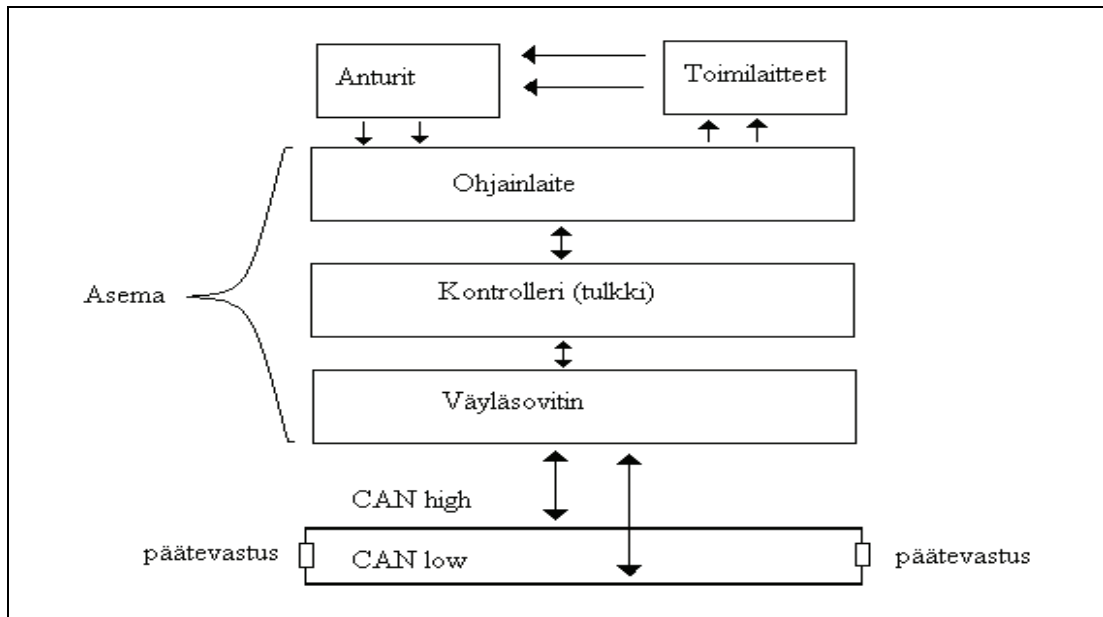 Anturit
Toimilaitteet
Ohjainlaite
Kontrolleri (tulkki)
Asema
Väyläsovitin
CAN high
päätevastus
CAN low
päätevastus